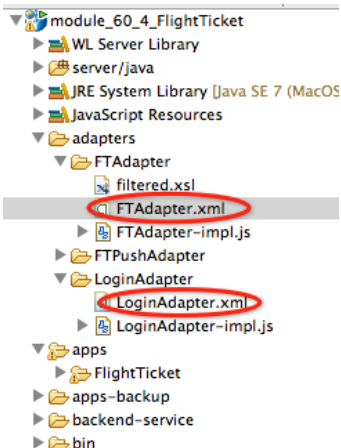 module_60_4_FlightTicket
WL Server Library
server/java
JRE System Library [Java SE 7 (MacOS
JavaScript Resources
adapters
FTAdapter
filtered.xsl
FTAdapter.xml
FTAdapter-impl.js
FTPushAdapter
LoginAdapter
LoginAdapter.xml
LoginAdapter-impl.js
apps
FlightTicket
apps-backup
backend-service
bin